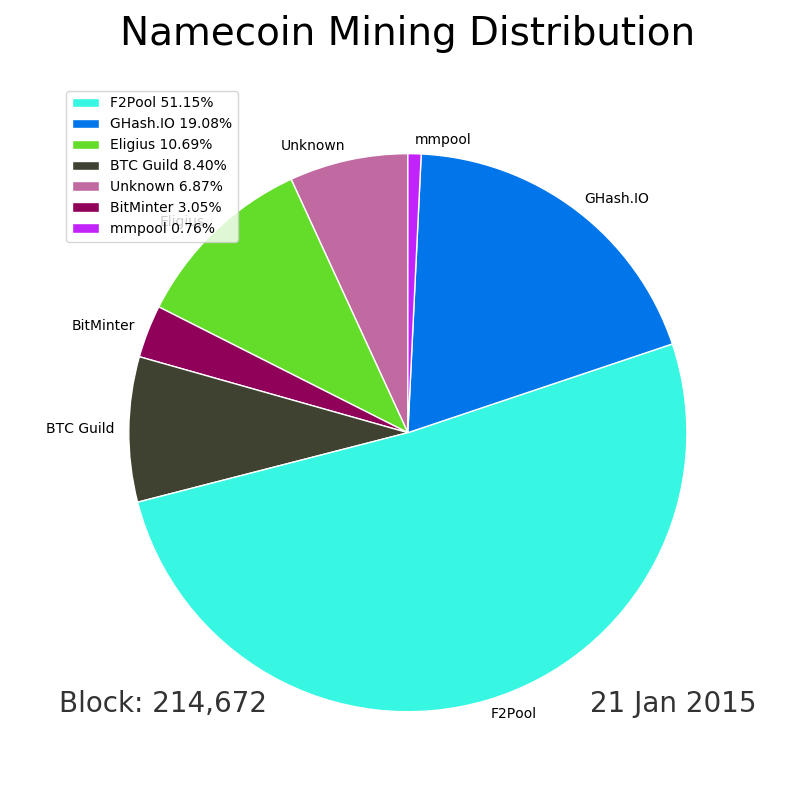 Namecoin Mining Distribution
F2Pool 51.15%
GHash.IO 19.08%
Eligius 10.69%
BTC Guild 8.40%
Unknown 6.87%
BitMinter 3.05%
mmpool 0.76%
mmpool
Unknown
GHash.IO
Eligius
BitMinter
BTC Guild
F2Pool
Block: 214,672
21 Jan 2015